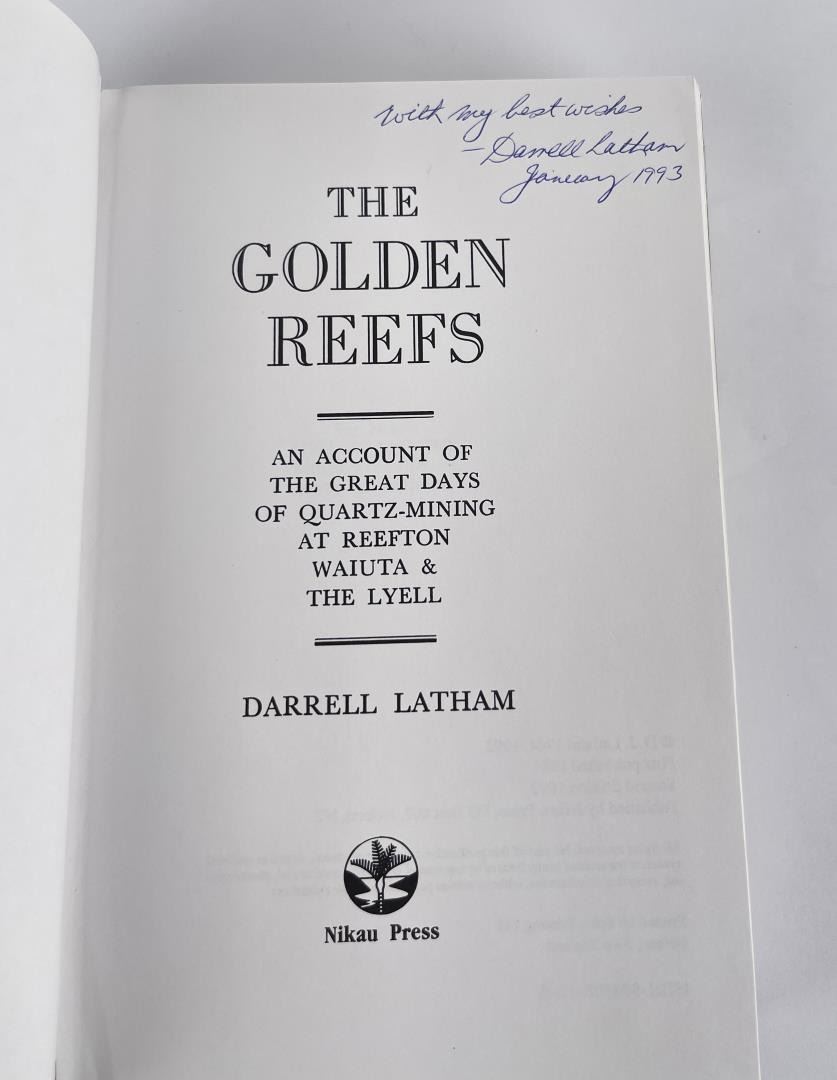 with my best wishes
- Darrell Latham
January 1993
THE
GOLDEN
REEFS
AN ACCOUNT OF
THE GREAT DAYS
OF QUARTZ-MINING
AT REEFTON
WAIUTA &
THE LYELL
DARRELL LATHAM
Nikau Press